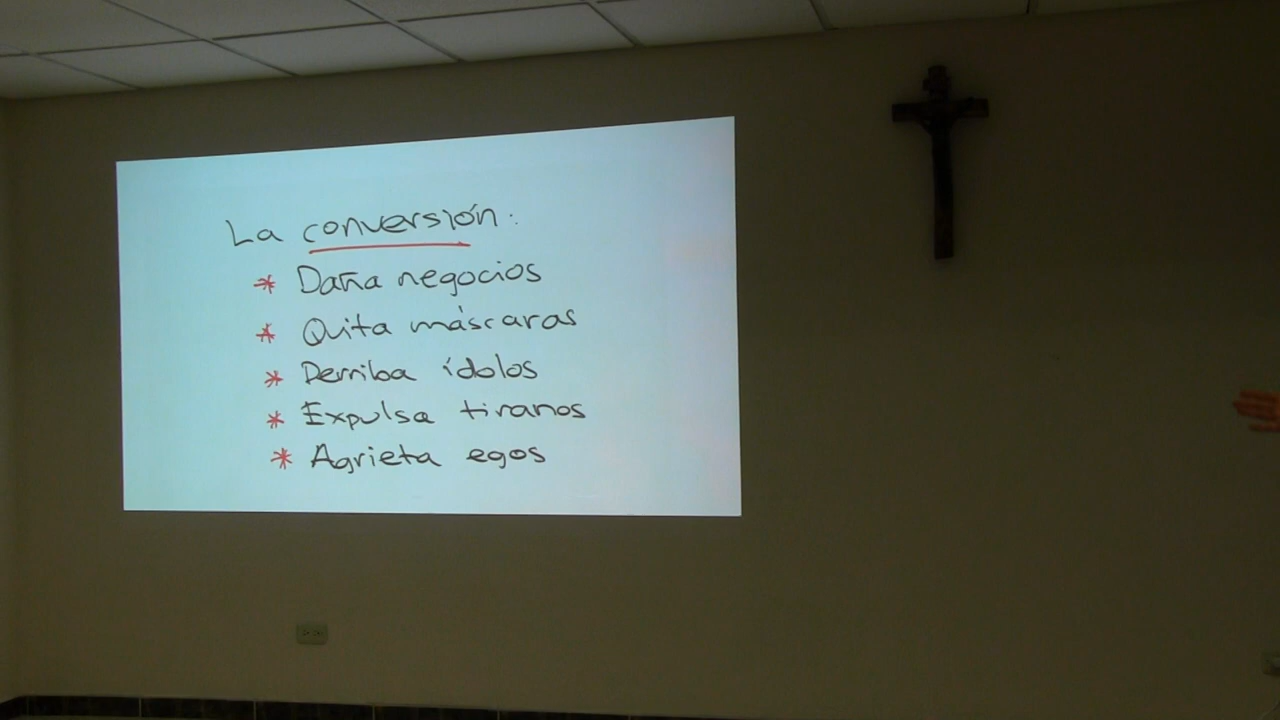 La conversión:
* Daña negocios
* Quita máscaras
* Derriba ídolos
* Expulsa tiranos
* Agrieta egos